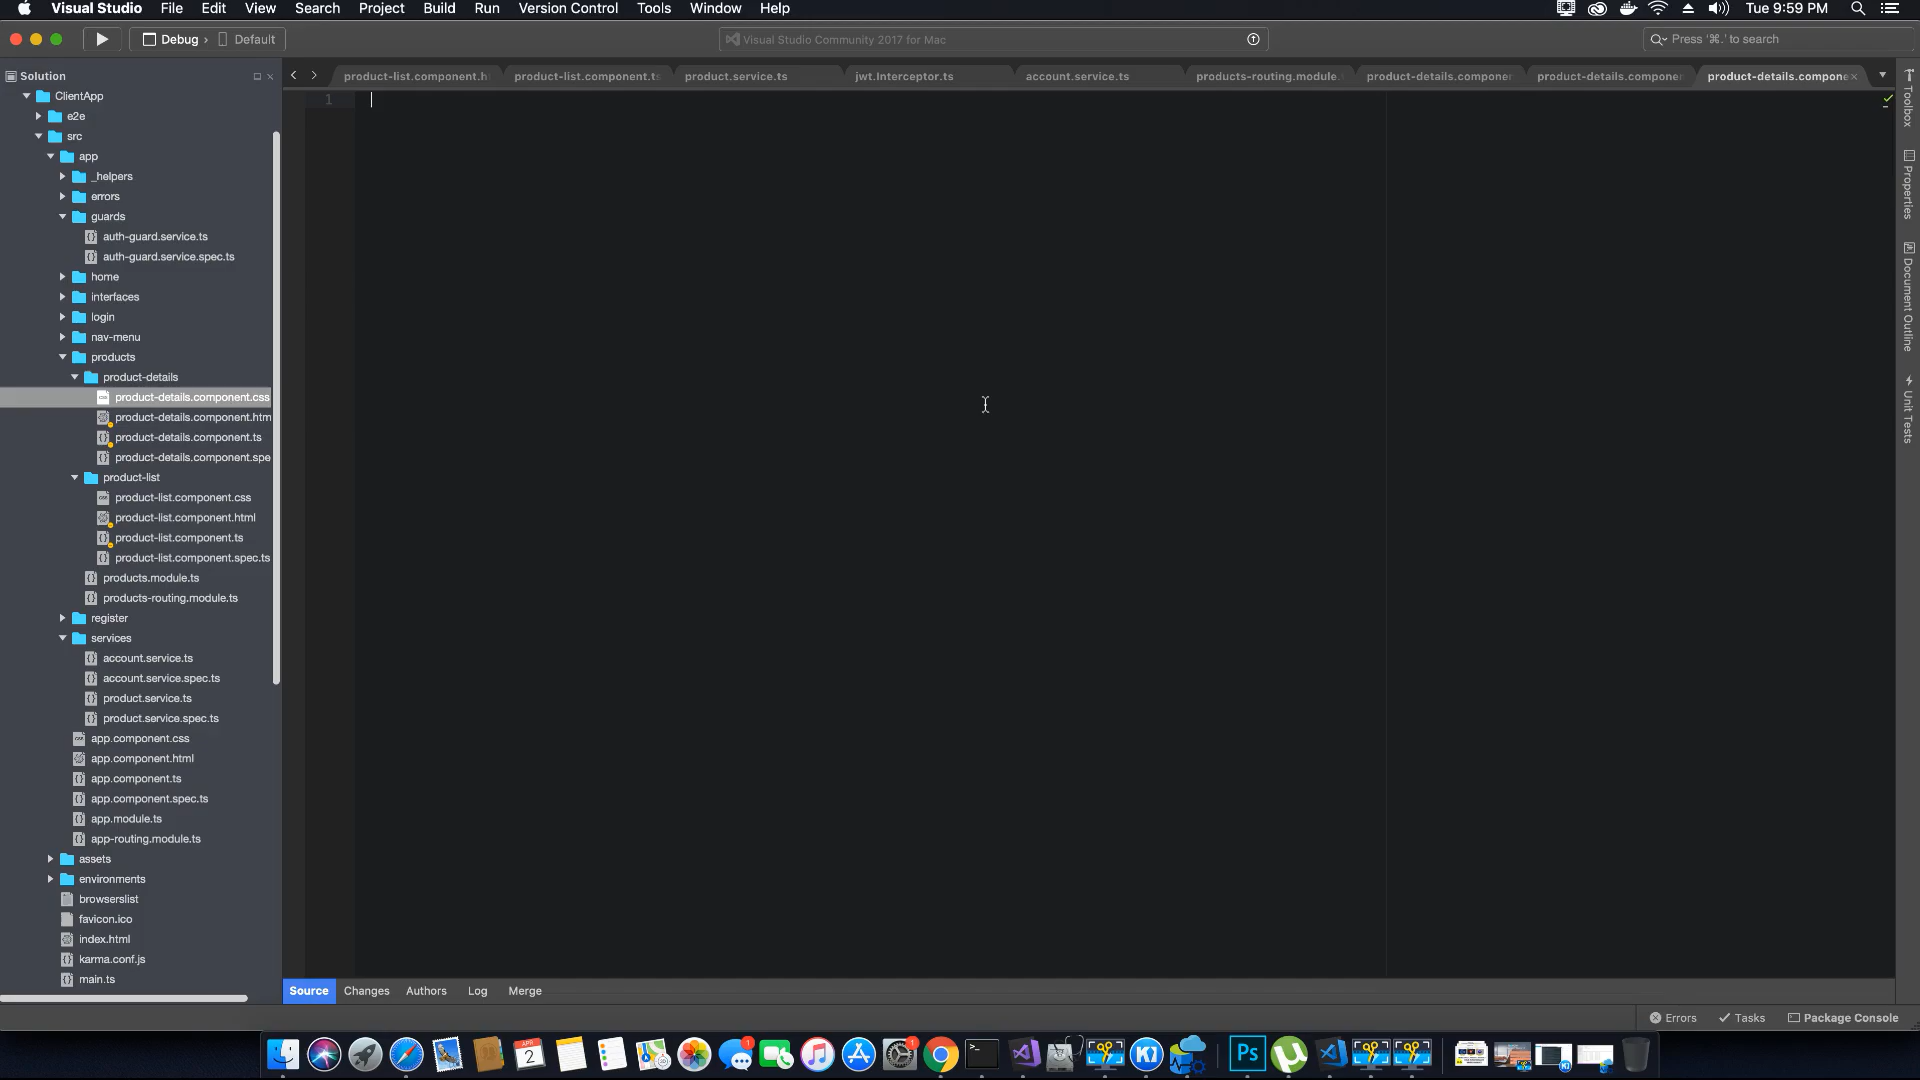 Visual Studio File Edit View Search Project Build Run Version Control Tools Window Help Tue 9:59 PM
Debug › Default Visual Studio Community 2017 for Mac Press '⌘.' to search
Solution
product-list.component.h product-list.component.ts product.service.ts jwt.Interceptor.ts account.service.ts products-routing.module. product-details.componen product-details.componen product-details.compone
ClientApp
1
e2e
src
app
_helpers
errors
guards
auth-guard.service.ts
auth-guard.service.spec.ts
home
interfaces
login
nav-menu
products
product-details
product-details.component.css
product-details.component.htm
product-details.component.ts
product-details.component.spe
product-list
product-list.component.css
product-list.component.html
product-list.component.ts
product-list.component.spec.ts
products.module.ts
products-routing.module.ts
register
services
account.service.ts
account.service.spec.ts
product.service.ts
product.service.spec.ts
app.component.css
app.component.html
app.component.ts
app.component.spec.ts
app.module.ts
app-routing.module.ts
assets
environments
browserslist
favicon.ico
index.html
karma.conf.js
main.ts
Toolbox
Properties
Document Outline
Unit Tests
Source Changes Authors Log Merge
Errors Tasks Package Console
APR
2
1
1
Ps